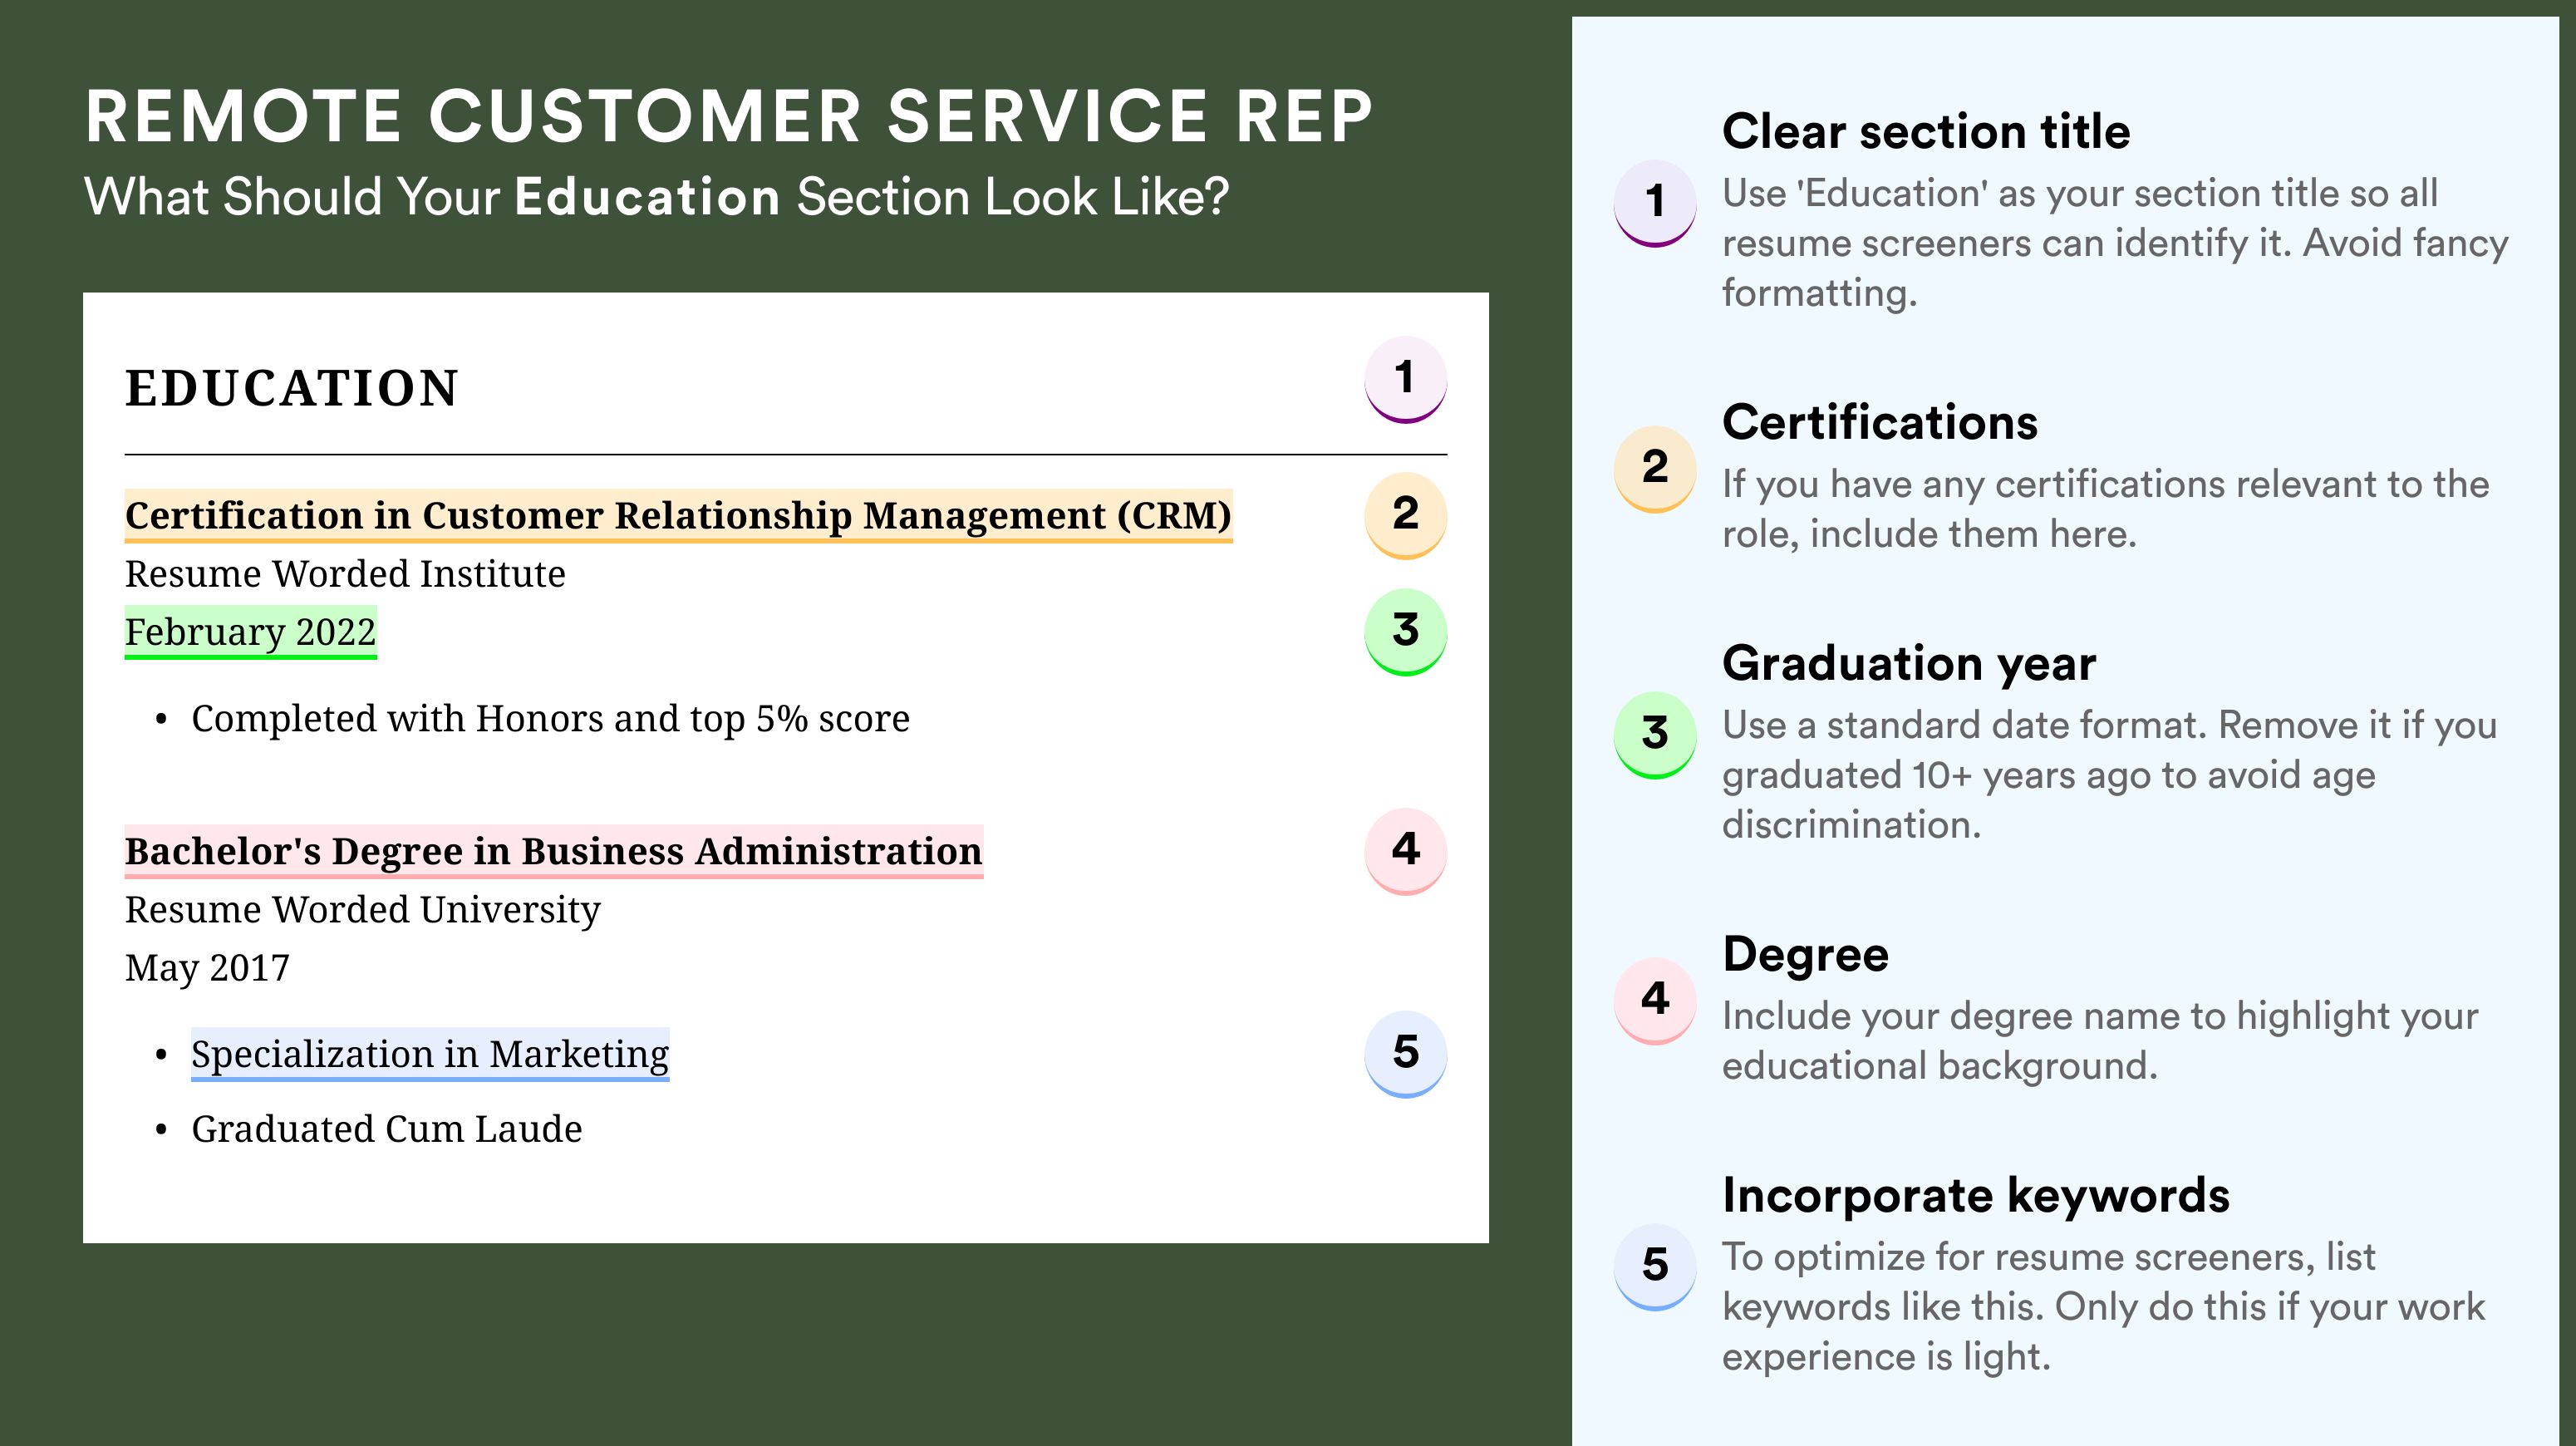 REMOTE CUSTOMER SERVICE REP
What Should Your Education Section Look Like?
EDUCATION
1
Certification in Customer Relationship Management (CRM)
2
Resume Worded Institute
February 2022
3
• Completed with Honors and top 5% score
Bachelor's Degree in Business Administration
4
Resume Worded University
May 2017
• Specialization in Marketing
5
• Graduated Cum Laude
Clear section title
1
Use 'Education' as your section title so all
resume screeners can identify it. Avoid fancy
formatting.
Certifications
2
If you have any certifications relevant to the
role, include them here.
Graduation year
3
Use a standard date format. Remove it if you
graduated 10+ years ago to avoid age
discrimination.
Degree
4
Include your degree name to highlight your
educational background.
Incorporate keywords
5
To optimize for resume screeners, list
keywords like this. Only do this if your work
experience is light.